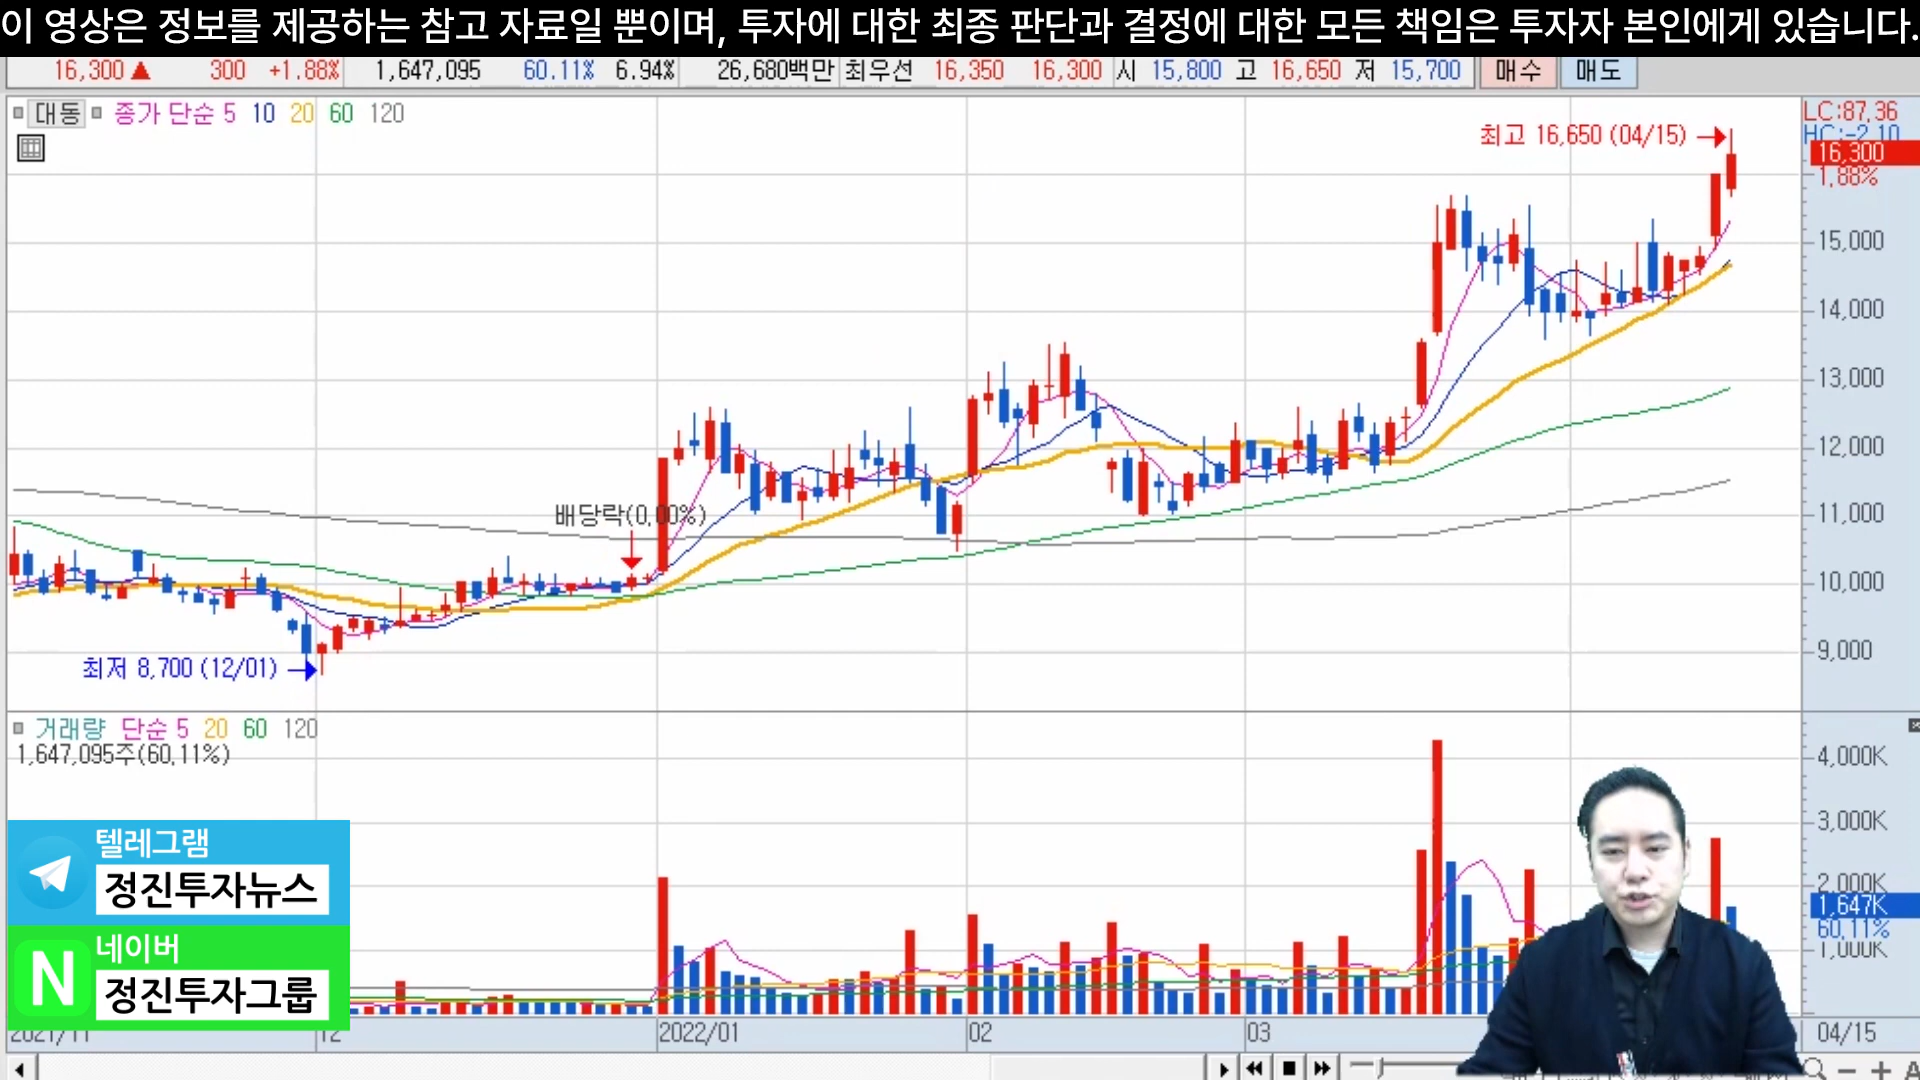 이 영상은 정보를 제공하는 참고 자료일 뿐이며, 투자에 대한 최종 판단과 결정에 대한 모든 책임은 투자자 본인에게 있습니다.
16,300 ▲ 300 +1.88% 1,647,095 60.11% 6.94% 26,680백만 최우선 16,350 16,300 시 15,800 고 16,650 저 15,700 매수 매도
대동 종가 단순 5 10 20 60 120
LC:87.36
HC:-2.10
최고 16,650 (04/15)
16,300
1.88%
15,000
14,000
13,000
12,000
배당락(0.00%)
11,000
10,000
9,000
최저 8,700 (12/01)
거래량 단순 5 20 60 120
1,647,095주(60.11%)
4,000K
3,000K
2,000K
1,647K
60.11%
1,000K
텔레그램
정진투자뉴스
네이버
N 정진투자그룹
2021/11 12 2022/01 02 03 04/15